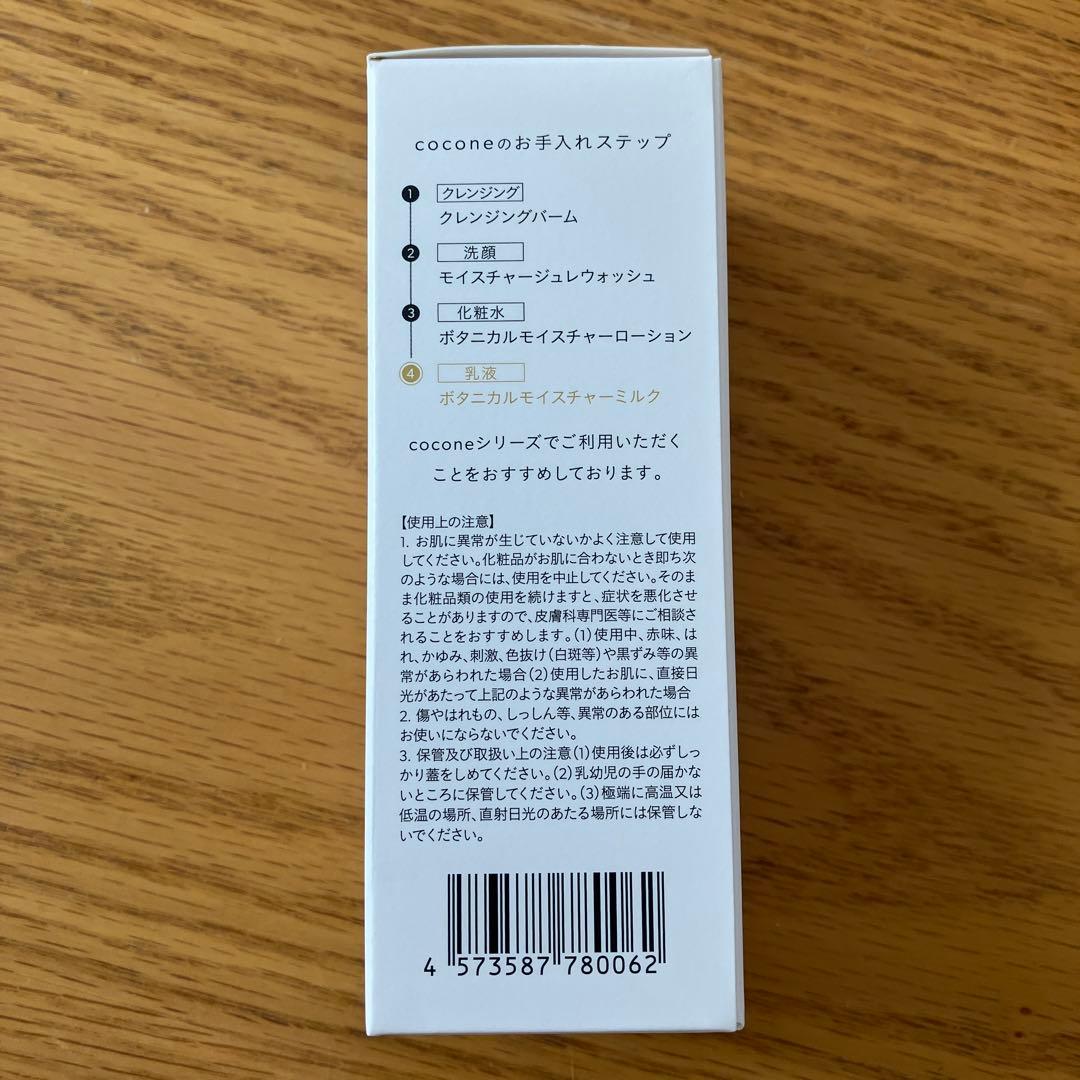 coconeのお手入れステップ
1 クレンジング
クレンジングバーム
2 洗顔
モイスチャージュレウォッシュ
3 化粧水
ボタニカルモイスチャーローション
4 乳液
ボタニカルモイスチャーミルク
coconeシリーズでご利用いただく
ことをおすすめしております。
【使用上の注意】
1. お肌に異常が生じていないかよく注意して使用
してください。化粧品がお肌に合わないとき即ち次
のような場合には、使用を中止してください。そのま
ま化粧品類の使用を続けますと、症状を悪化させ
ることがありますので、皮膚科専門医等にご相談さ
れることをおすすめします。(1)使用中、赤味、は
れ、かゆみ、刺激、色抜け(白斑等)や黒ずみ等の異
常があらわれた場合(2)使用したお肌に、直接日
光があたって上記のような異常があらわれた場合
2. 傷やはれもの、しっしん等、異常のある部位には
お使いにならないでください。
3. 保管及び取扱い上の注意(1)使用後は必ずしっ
かり蓋をしめてください。(2)乳幼児の手の届かな
いところに保管してください。(3)極端に高温又は
低温の場所、直射日光のあたる場所には保管しな
いでください。
4 573587 780062